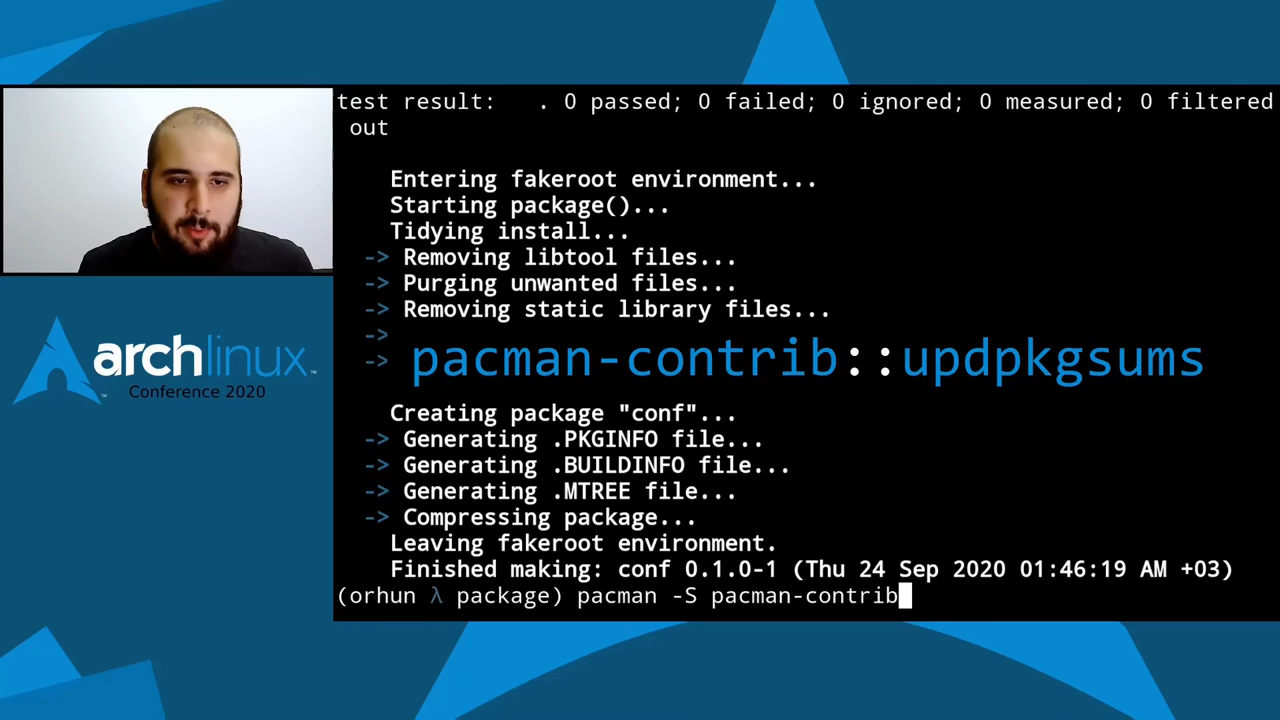 test result: . 0 passed; 0 failed; 0 ignored; 0 measured; 0 filtered
out
Entering fakeroot environment...
Starting package()...
Tidying install...
-> Removing libtool files...
-> Purging unwanted files...
-> Removing static library files...
->
-> pacman-contrib::updpkgsums
Creating package "conf"...
-> Generating .PKGINFO file...
-> Generating .BUILDINFO file...
-> Generating .MTREE file...
-> Compressing package...
Leaving fakeroot environment.
Finished making: conf 0.1.0-1 (Thu 24 Sep 2020 01:46:19 AM +03)
(orhun λ package) pacman -S pacman-contrib
archlinux™
Conference 2020